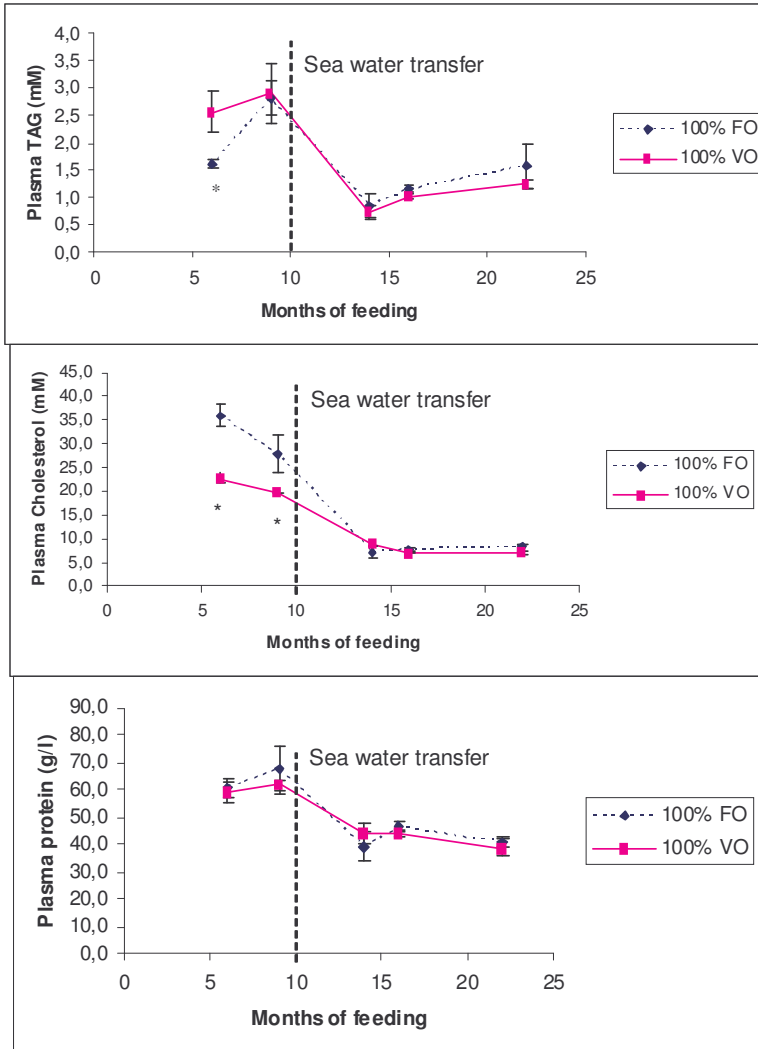 Plasma TAG (mM)
4,0
3,5
3,0
2,5
2,0
1,5
1,0
0,5
0,0
Sea water transfer
*
0 5 10 15 20 25
Months of feeding
100% FO
100% VO
Plasma Cholesterol (mM)
45,0
40,0
35,0
30,0
25,0
20,0
15,0
10,0
5,0
0,0
Sea water transfer
* *
0 5 10 15 20 25
Months of feeding
100% FO
100% VO
Plasma protein (g/l)
90,0
80,0
70,0
60,0
50,0
40,0
30,0
20,0
10,0
0,0
Sea water transfer
0 5 10 15 20 25
Months of feeding
100% FO
100% VO